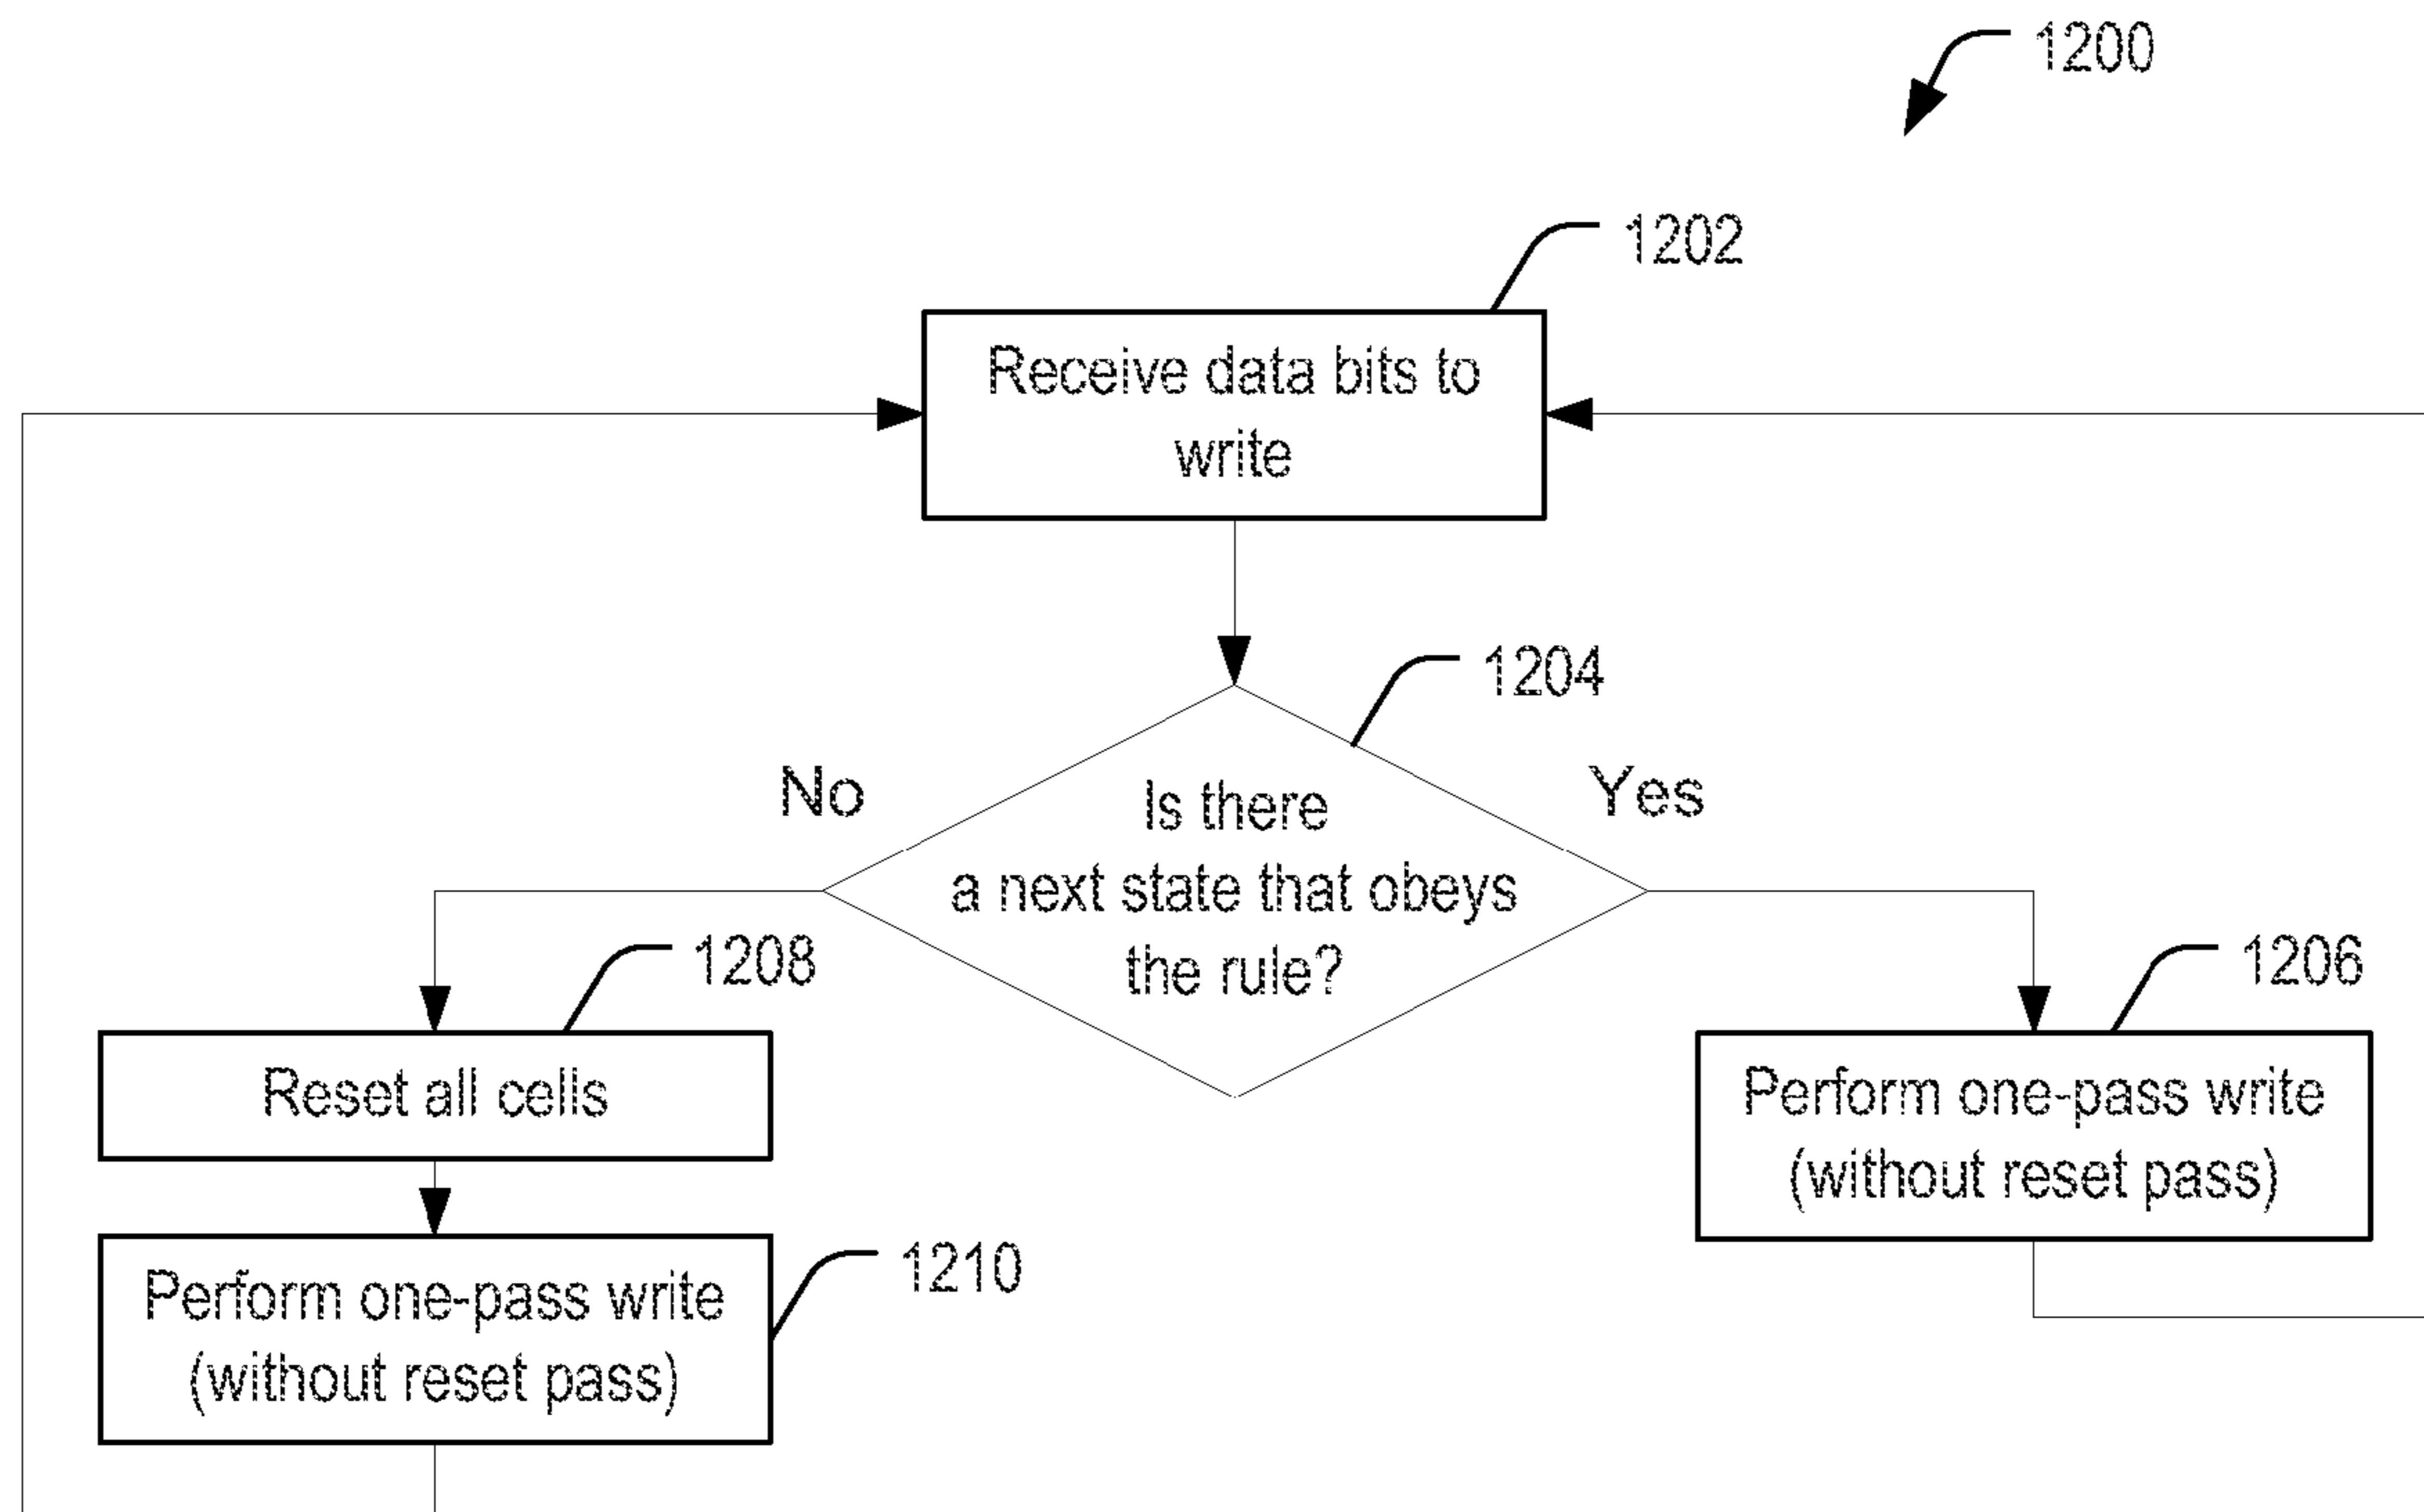 1200
1202
Receive data bits to
write
1204
No
Yes
Is there
a next state that obeys
the rule?
1208
1206
Reset all cells
Perform one-pass write
(without reset pass)
1210
Perform one-pass write
(without reset pass)